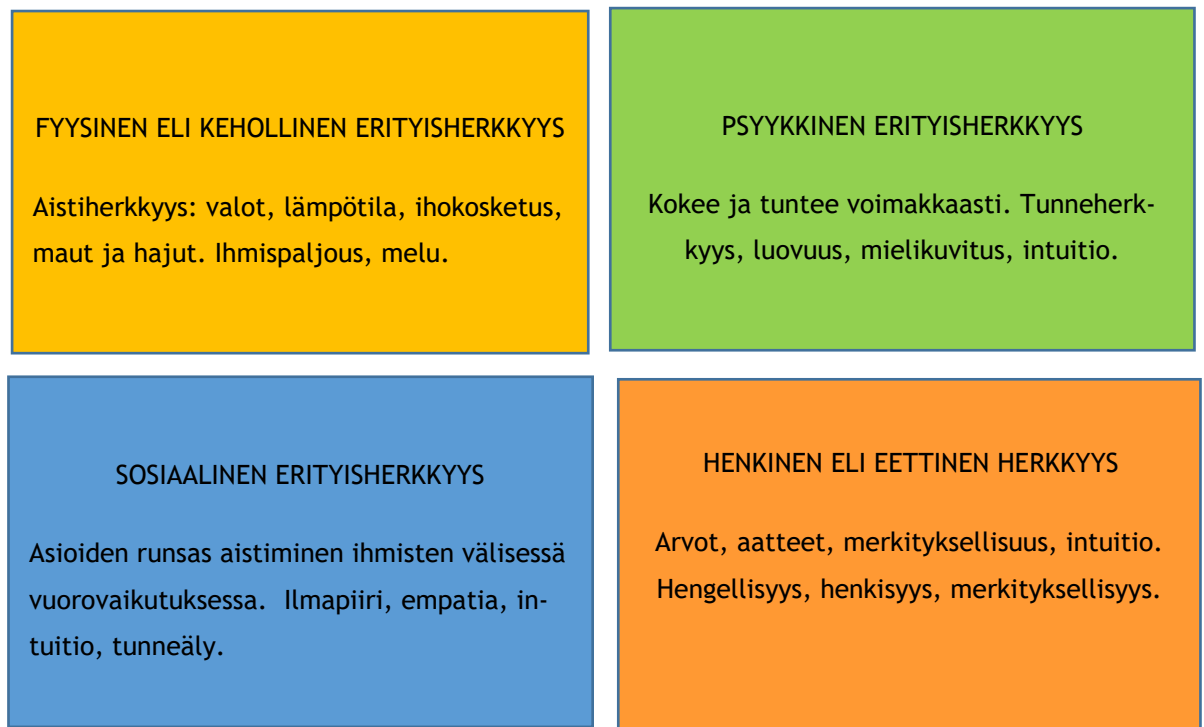 FYYSINEN ELI KEHOLLINEN ERITYISHERKKYYS
Aistiherkkyys: valot, lämpötila, ihokosketus,
maut ja hajut. Ihmispaljous, melu.
PSYYKKINEN ERITYISHERKKYYS
Kokee ja tuntee voimakkaasti. Tunneherk-
kyys, luovuus, mielikuvitus, intuitio.
SOSIAALINEN ERITYISHERKKYYS
Asioiden runsas aistiminen ihmisten välisessä
vuorovaikutuksessa. Ilmapiiri, empatia, in-
tuitio, tunneäly.
HENKINEN ELI EETTINEN HERKKYYS
Arvot, aatteet, merkityksellisuus, intuitio.
Hengellisyys, henkisyys, merkityksellisyys.